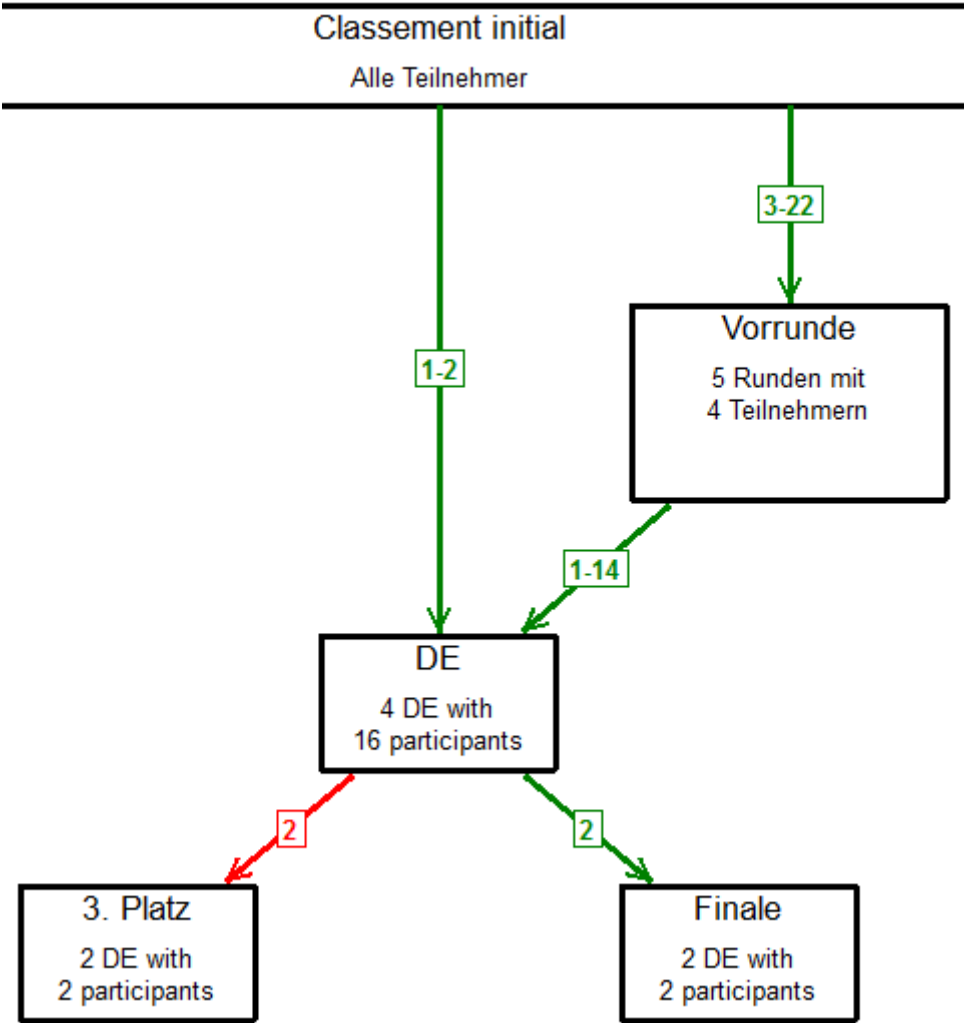 Classement initial
Alle Teilnehmer
3-22
Vorrunde
5 Runden mit
4 Teilnehmern
1-2
1-14
DE
4 DE with
16 participants
2
2
3. Platz
2 DE with
2 participants
Finale
2 DE with
2 participants